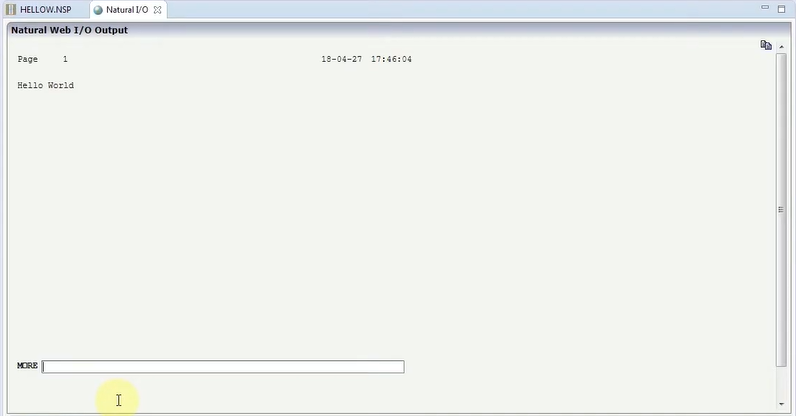 HELLOW.NSP Natural I/O
Natural Web I/O Output
Page 1 18-04-27 17:46:04
Hello World
MORE